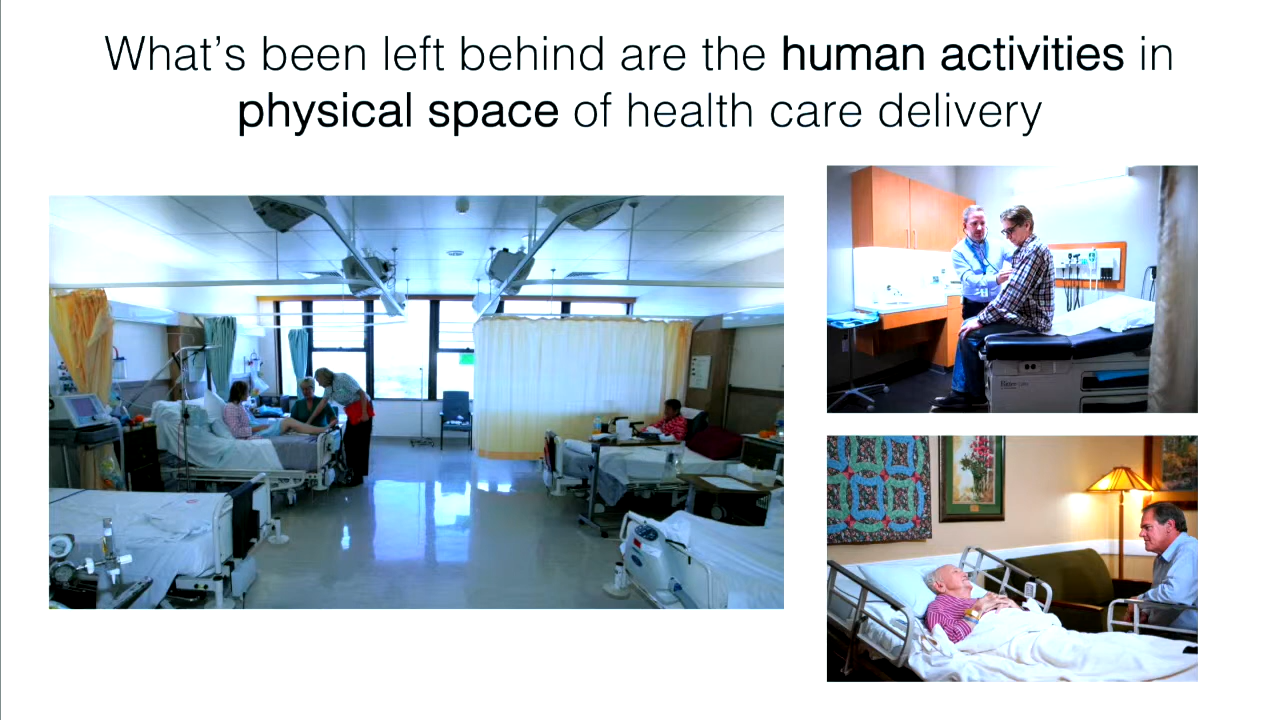 What's been left behind are the human activities in
physical space of health care delivery